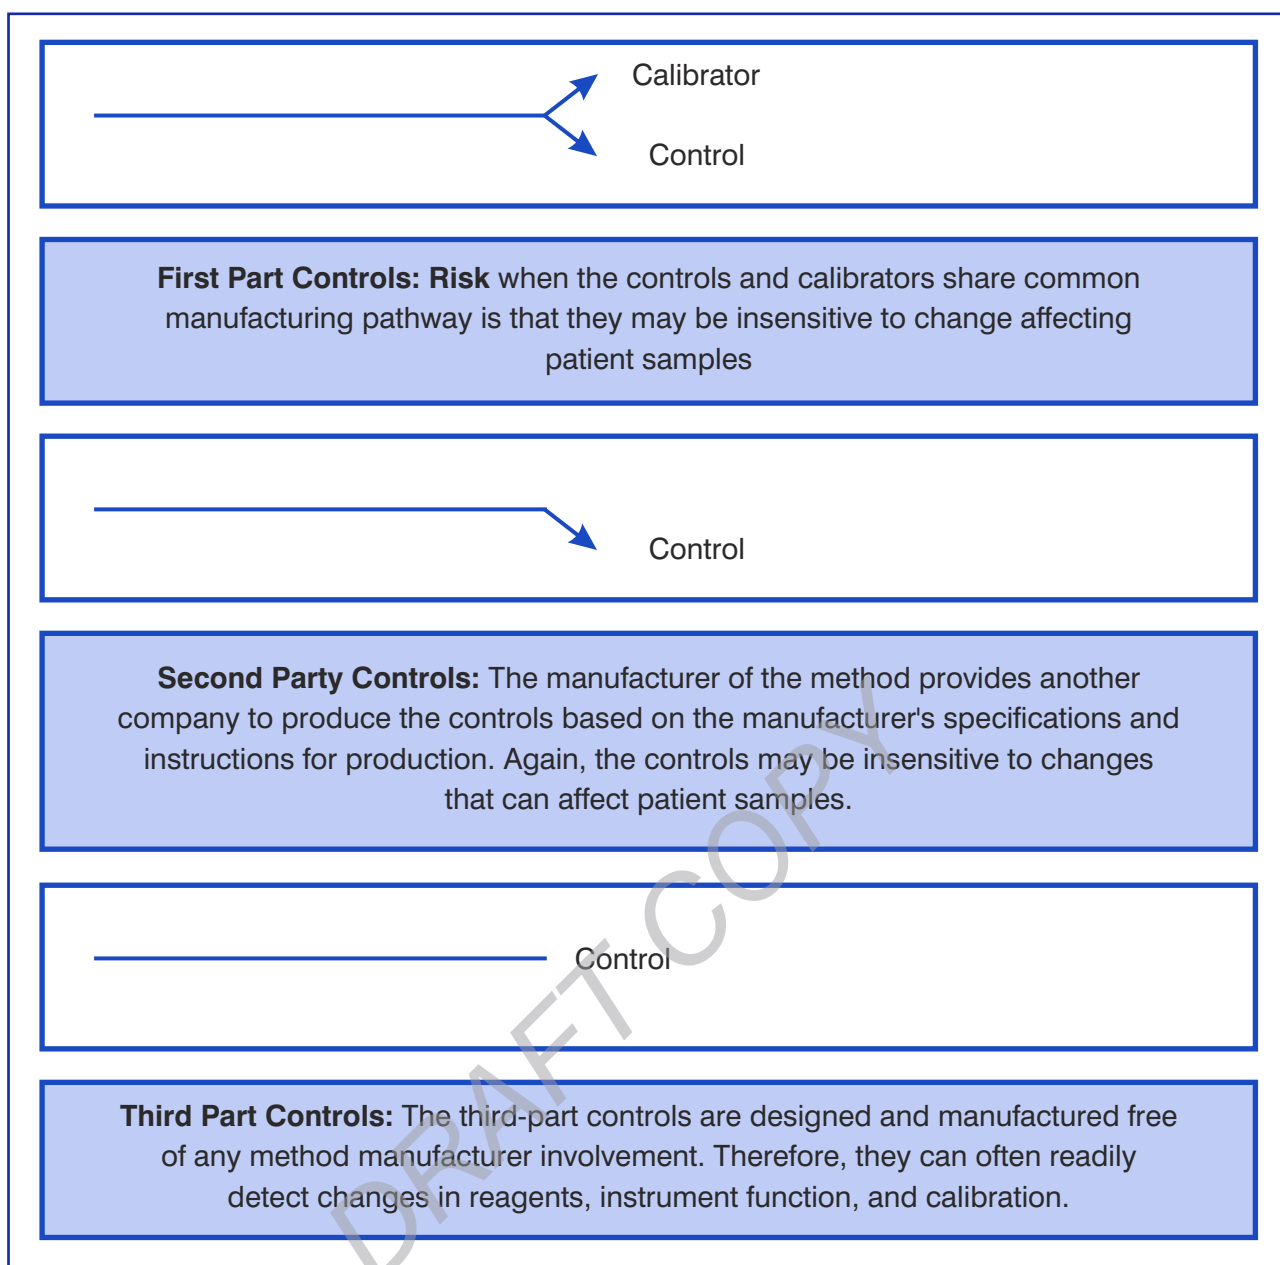 Calibrator
Control
First Part Controls: Risk when the controls and calibrators share common
manufacturing pathway is that they may be insensitive to change affecting
patient samples
Control
Second Party Controls: The manufacturer of the method provides another
company to produce the controls based on the manufacturer's specifications and
instructions for production. Again, the controls may be insensitive to changes
that can affect patient samples.
Control
Third Part Controls: The third-part controls are designed and manufactured free
of any method manufacturer involvement. Therefore, they can often readily
detect changes in reagents, instrument function, and calibration.
DRAFT COPY